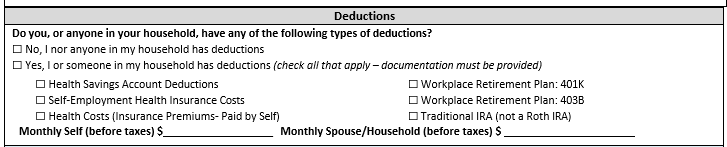 Deductions
Do you, or anyone in your household, have any of the following types of deductions?
☐ No, I nor anyone in my household has deductions
☐ Yes, I or someone in my household has deductions (check all that apply – documentation must be provided)
☐ Health Savings Account Deductions ☐ Workplace Retirement Plan: 401K
☐ Self-Employment Health Insurance Costs ☐ Workplace Retirement Plan: 403B
☐ Health Costs (Insurance Premiums- Paid by Self) ☐ Traditional IRA (not a Roth IRA)
Monthly Self (before taxes) $__________________ Monthly Spouse/Household (before taxes) $ _____________________